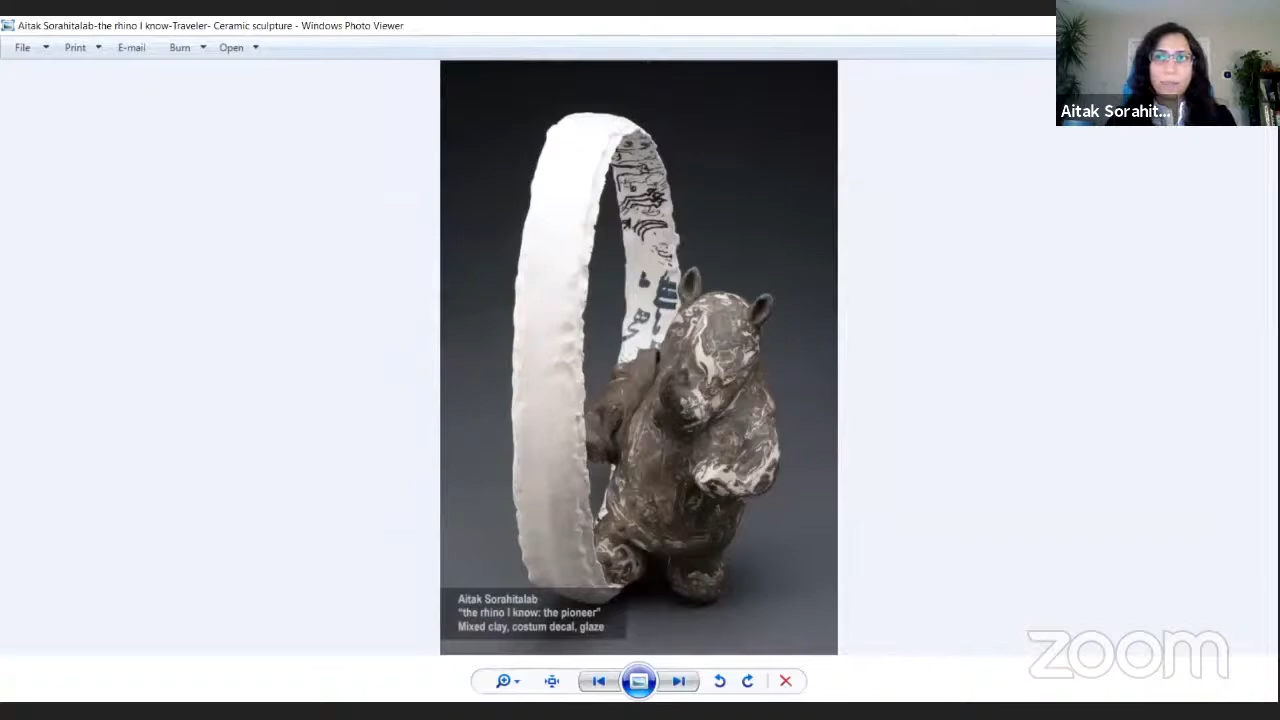 Aitak Sorahitalab-the rhino I know-Traveler- Ceramic sculpture - Windows Photo Viewer
File Print E-mail Burn Open
Aitak Sorahit...
Aitak Sorahitalab
"the rhino I know: the pioneer"
Mixed clay, costum decal, glaze
zoom